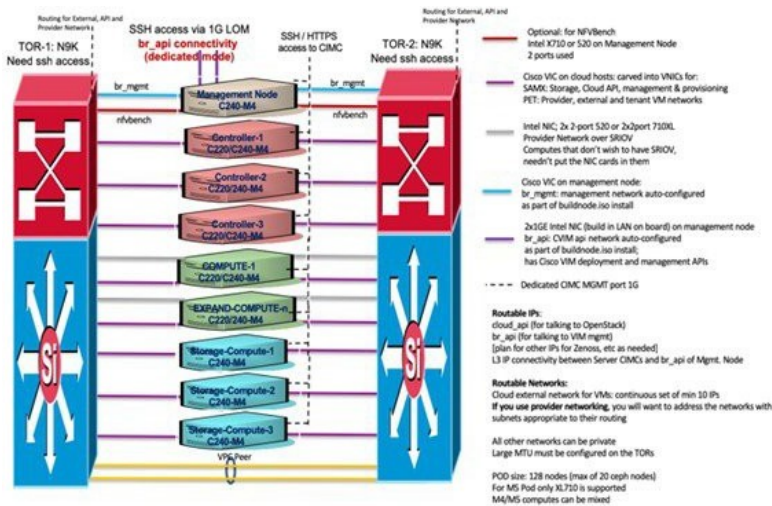 Routing for External, API and
Provider Network
TOR-1: N9K
Need ssh access
SSH access via 1G LOM
br_api connectivity
(dedicated mode)
SSH / HTTPS
access to CIMC
Routing for External, API and
Provider Network
TOR-2: N9K
Need ssh access
br_mgmt
nfvbench
br_mgmt
nfvbench
Management Node
C240-M4
Controller-1
C220/C240-M4
Controller-2
C220/240-M4
Controller-3
C220/C240-M4
COMPUTE-1
C220/C240-M4
EXPAND-COMPUTE-n
C220/240-M4
Storage-Compute-1
C240-M4
Storage-Compute-2
C240-M4
Storage-Compute-3
C240-M4
VPC Peer
Si
Si
Optional: for NFVBench
Intel X710 or 520 on Management Node
2 ports used
Cisco VIC on cloud hosts: carved into VNICs for:
SAMX: Storage, Cloud API, management & provisioning
PET: Provider, external and tenant VM networks
Intel NIC; 2x 2-port 520 or 2x2port 710XL
Provider Network over SRIOV
Computes that don't wish to have SRIOV,
needn't put the NIC cards in them
Cisco VIC on management node:
br_mgmt: management network auto-configured
as part of buildnode.iso install
2x1GE Intel NIC (build in LAN on board) on management node
br_api: CVIM api network auto-configured
as part of buildnode.iso install;
has Cisco VIM deployment and management APIs
Dedicated CIMC MGMT port 1G
Routable IPs:
cloud_api (for talking to OpenStack)
br_api (for talking to VIM mgmt)
[plan for other IPs for Zenoss, etc as needed]
L3 IP connectivity between Server CIMCs and br_api of Mgmt. Node
Routable Networks:
Cloud external network for VMs: continuous set of min 10 IPs
If you use provider networking, you will want to address the networks with
subnets appropriate to their routing
All other networks can be private
Large MTU must be configured on the TORs
POD size: 128 nodes (max of 20 ceph nodes)
For M5 Pod only XL710 is supported
M4/M5 computes can be mixed